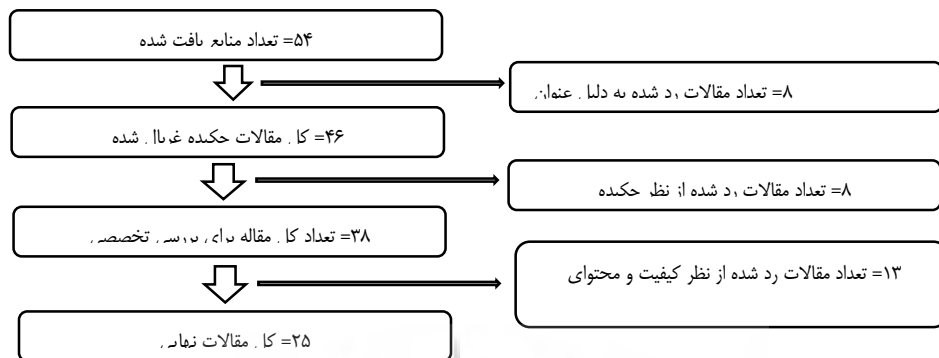 تعداد منابع یافت شده =۵۴
تعداد مقالات رد شده به دلیل عنوان =۸
کل مقالات چکیده غربال شده =۴۶
تعداد مقالات رد شده از نظر چکیده =۸
تعداد کل مقاله برای بررسی تخصصی =۳۸
تعداد مقالات رد شده از نظر کیفیت و محتوای =۱۳
کل مقالات نهایی =۲۵